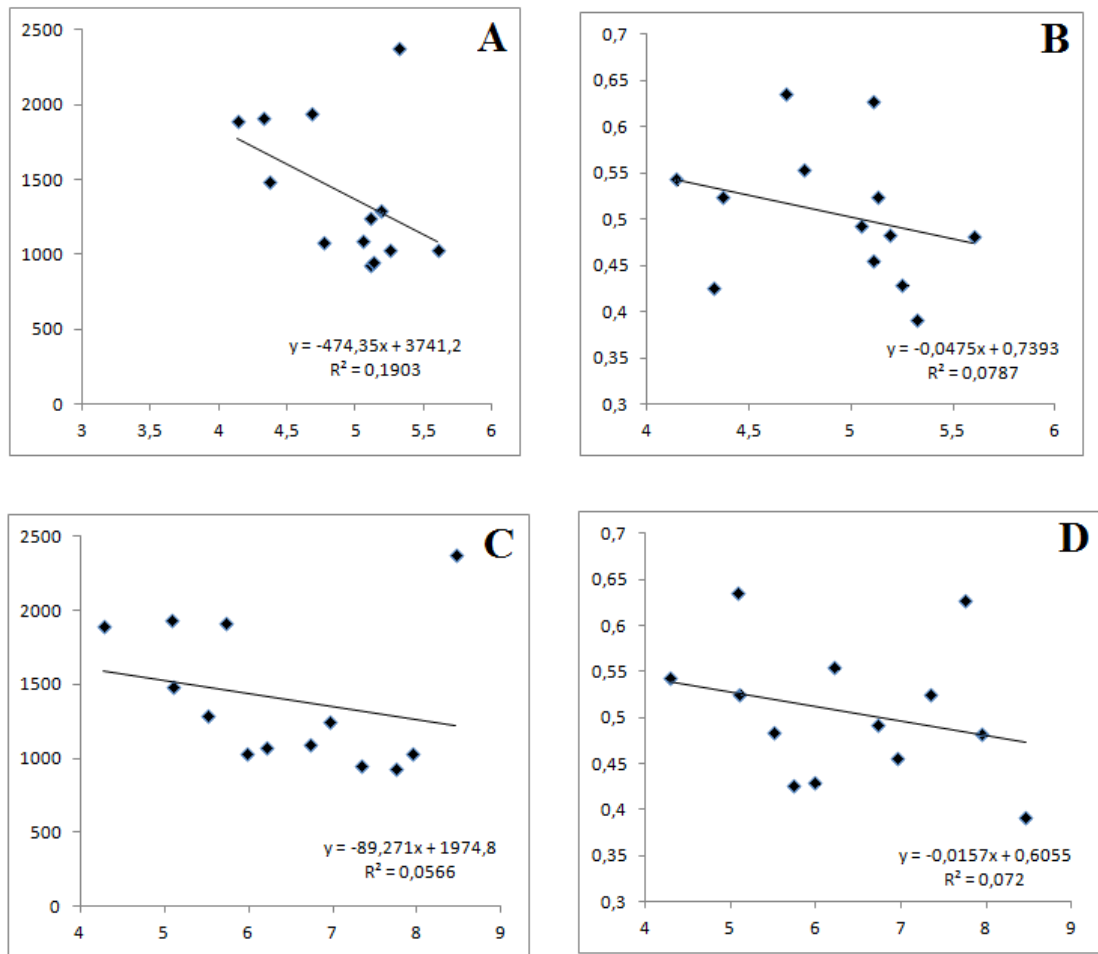 A
2500
2000
1500
1000
500
0
y = -474,35x + 3741,2
R² = 0,1903
3 3,5 4 4,5 5 5,5 6
B
0,7
0,65
0,6
0,55
0,5
0,45
0,4
0,35
0,3
y = -0,0475x + 0,7393
R² = 0,0787
4 4,5 5 5,5 6
C
2500
2000
1500
1000
500
0
y = -89,271x + 1974,8
R² = 0,0566
4 5 6 7 8 9
D
0,7
0,65
0,6
0,55
0,5
0,45
0,4
0,35
0,3
y = -0,0157x + 0,6055
R² = 0,072
4 5 6 7 8 9